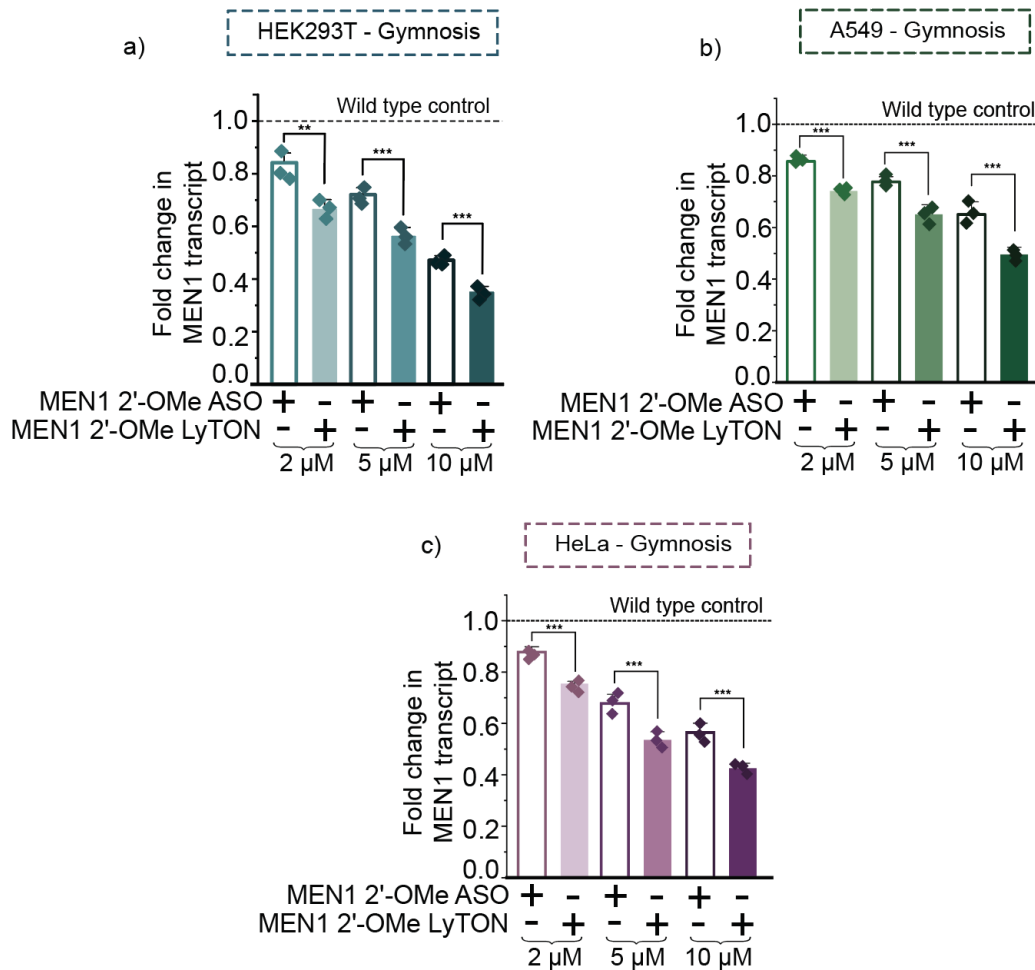 a)
HEK293T - Gymnosis
Wild type control
Fold change in
MEN1 transcript
1.0
0.8
0.6
0.4
0.2
0.0
** *** ***
MEN1 2'-OMe ASO + - + - + -
MEN1 2'-OMe LyTON - + - + - +
2 µM 5 µM 10 µM
b)
A549 - Gymnosis
Wild type control
Fold change in
MEN1 transcript
1.0
0.8
0.6
0.4
0.2
0.0
*** *** ***
MEN1 2'-OMe ASO + - + - + -
MEN1 2'-OMe LyTON - + - + - +
2 µM 5 µM 10 µM
c)
HeLa - Gymnosis
Wild type control
Fold change in
MEN1 transcript
1.0
0.8
0.6
0.4
0.2
0.0
*** *** ***
MEN1 2'-OMe ASO + - + - + -
MEN1 2'-OMe LyTON - + - + - +
2 µM 5 µM 10 µM